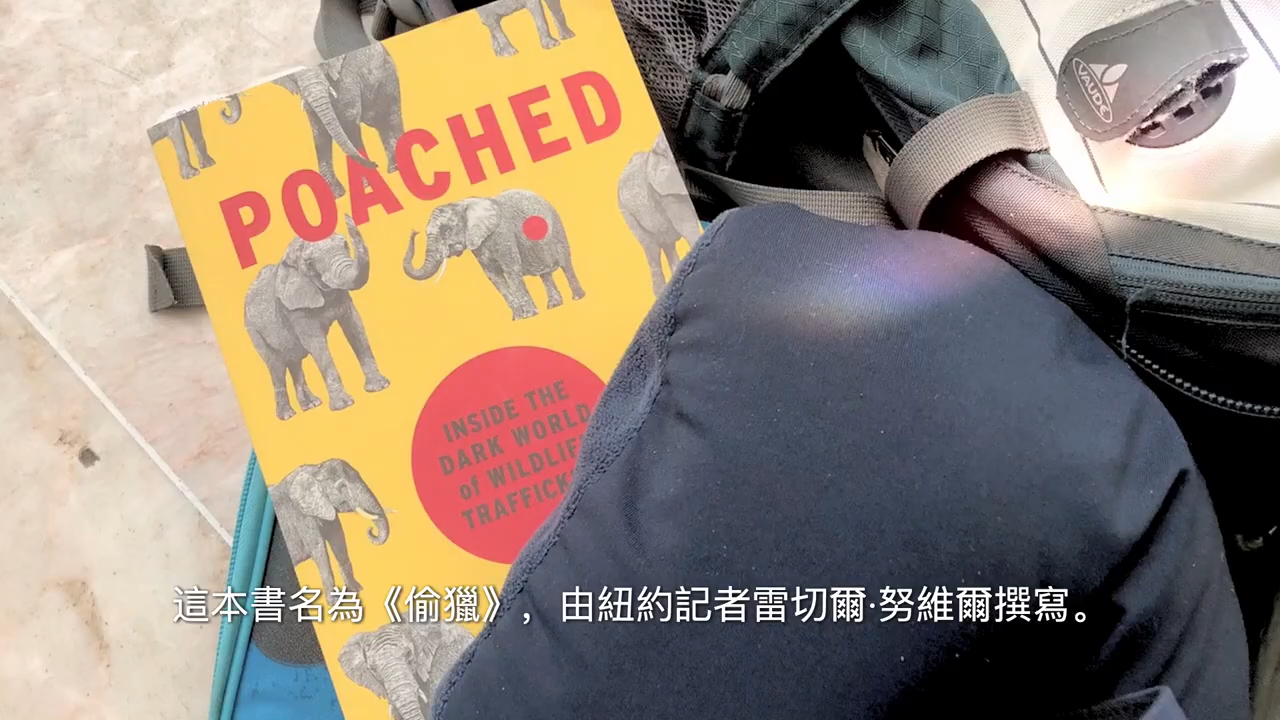 POACHED
INSIDE THE
DARK WORLD
of WILDLIFE
TRAFFICK
VAUDE
這本書名為《偷獵》，由紐約記者雷切爾·努維爾撰寫。